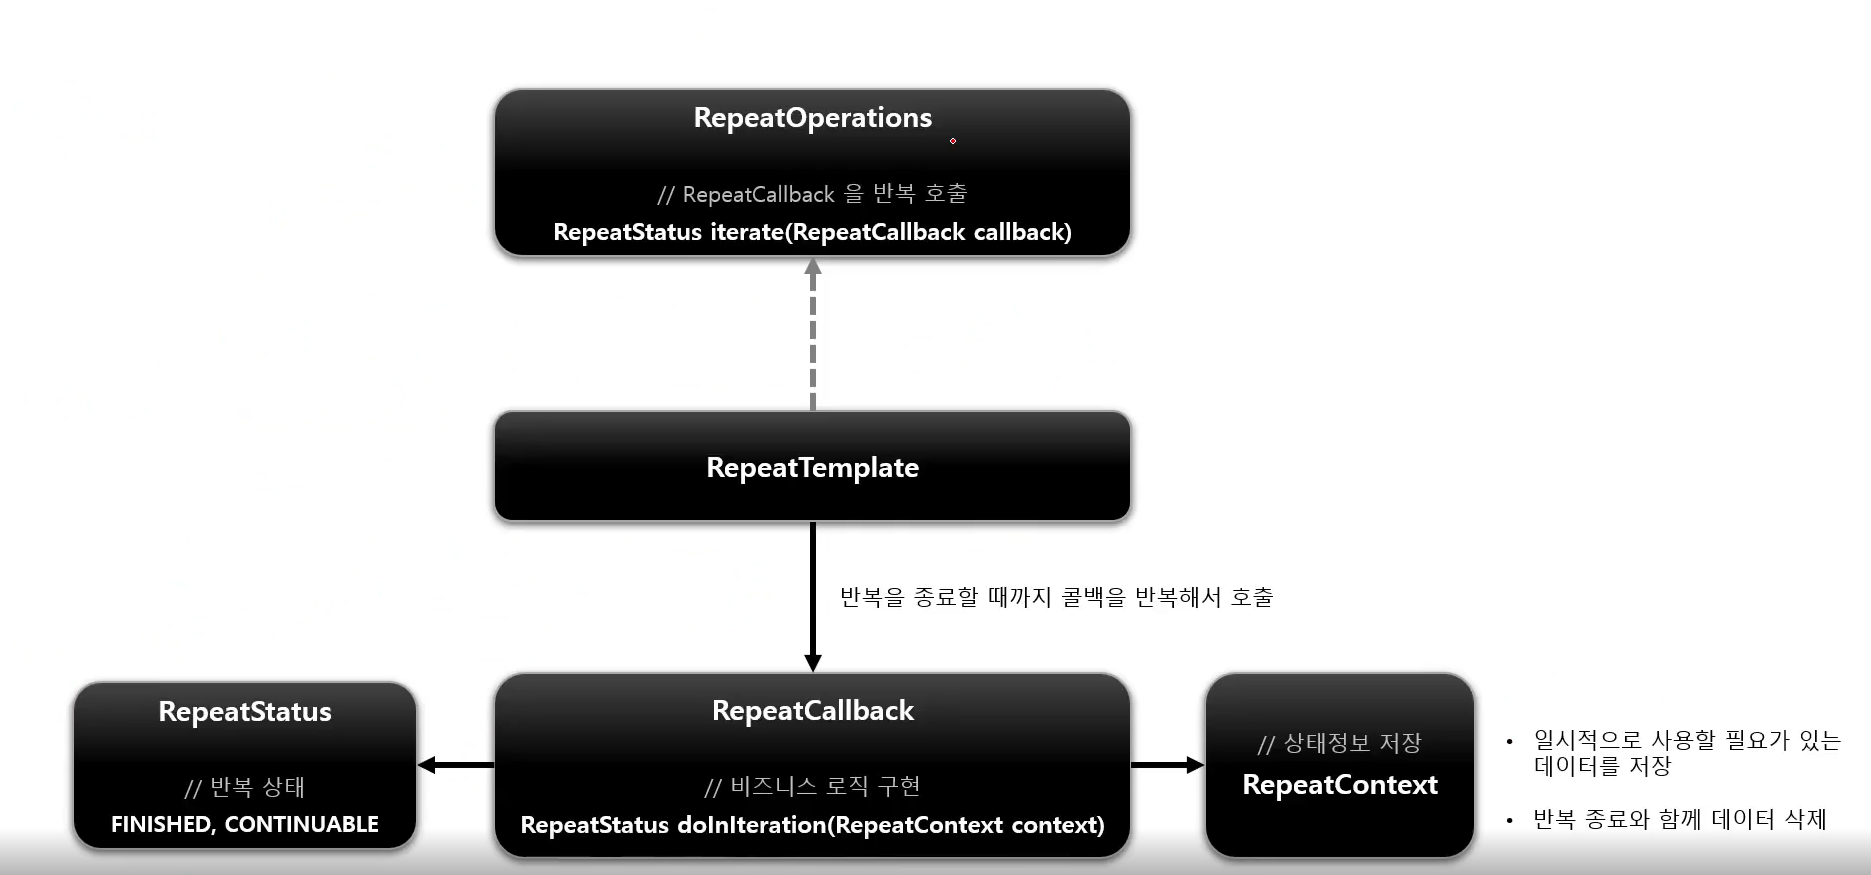 RepeatOperations
// RepeatCallback 을 반복 호출
RepeatStatus iterate(RepeatCallback callback)
RepeatTemplate
반복을 종료할 때까지 콜백을 반복해서 호출
RepeatStatus
// 반복 상태
FINISHED, CONTINUABLE
RepeatCallback
// 비즈니스 로직 구현
RepeatStatus doInIteration(RepeatContext context)
// 상태정보 저장
RepeatContext
• 일시적으로 사용할 필요가 있는
데이터를 저장
• 반복 종료와 함께 데이터 삭제